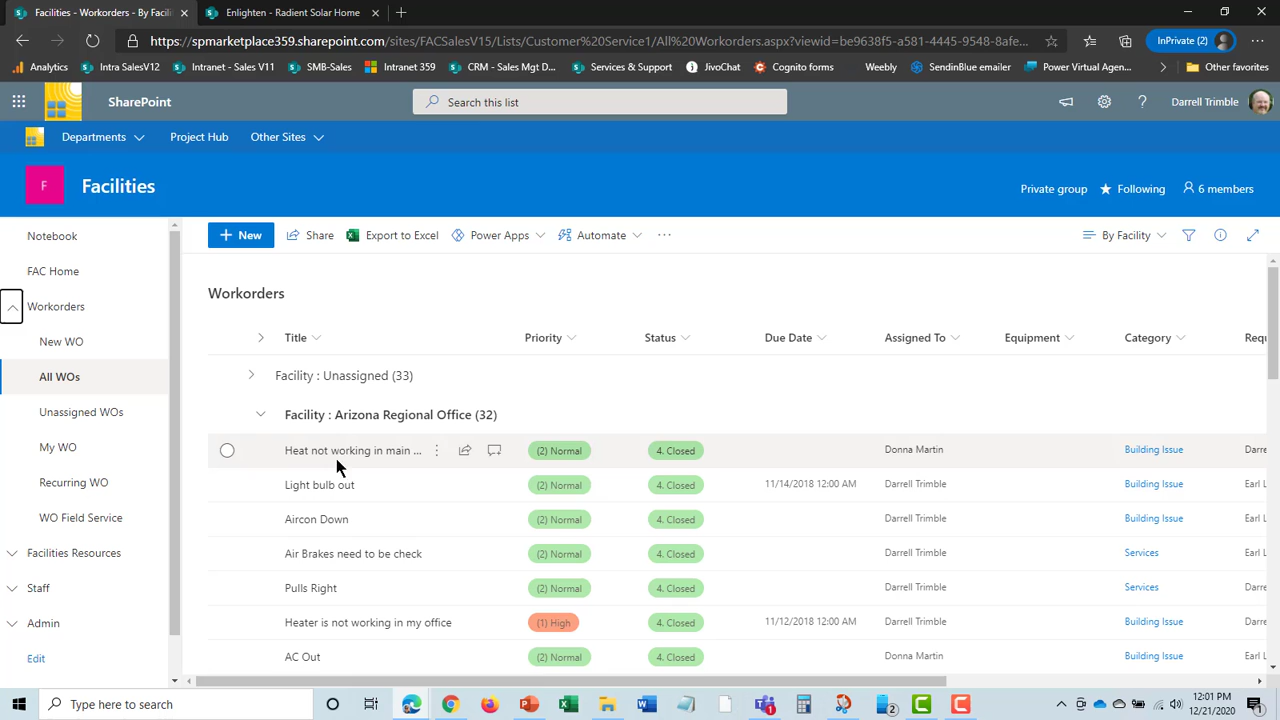 Facilities - Workorders - By Facili
Enlighten - Radient Solar Home
https://spmarketplace359.sharepoint.com/sites/FACSalesV15/Lists/Customer%20Service1/All%20Workorders.aspx?viewid=be9638f5-a581-4445-9548-8afe...
InPrivate (2)
Analytics
Intra SalesV12
Intranet - Sales V11
SMB-Sales
Intranet 359
CRM - Sales Mgt D...
Services & Support
JivoChat
Cognito forms
Weebly
SendinBlue emailer
Power Virtual Agen...
Other favorites
SharePoint
Search this list
Darrell Trimble
Departments
Project Hub
Other Sites
F
Facilities
Private group
Following
6 members
Notebook
FAC Home
Workorders
New WO
All WOs
Unassigned WOs
My WO
Recurring WO
WO Field Service
Facilities Resources
Staff
Admin
Edit
New
Share
Export to Excel
Power Apps
Automate
...
By Facility
Workorders
Title Priority Status Due Date Assigned To Equipment Category Requ
Facility : Unassigned (33)
Facility : Arizona Regional Office (32)
Heat not working in main ... (2) Normal 4. Closed Donna Martin Building Issue Darre
Light bulb out (2) Normal 4. Closed 11/14/2018 12:00 AM Darrell Trimble Building Issue Earl L
Aircon Down (2) Normal 4. Closed Darrell Trimble Building Issue Earl L
Air Brakes need to be check (2) Normal 4. Closed Darrell Trimble Services Earl L
Pulls Right (2) Normal 4. Closed Darrell Trimble Services Darre
Heater is not working in my office (1) High 4. Closed 11/12/2018 12:00 AM Darrell Trimble Building Issue Earl L
AC Out (2) Normal 4. Closed Donna Martin Building Issue Darre
Type here to search
12:01 PM
12/21/2020